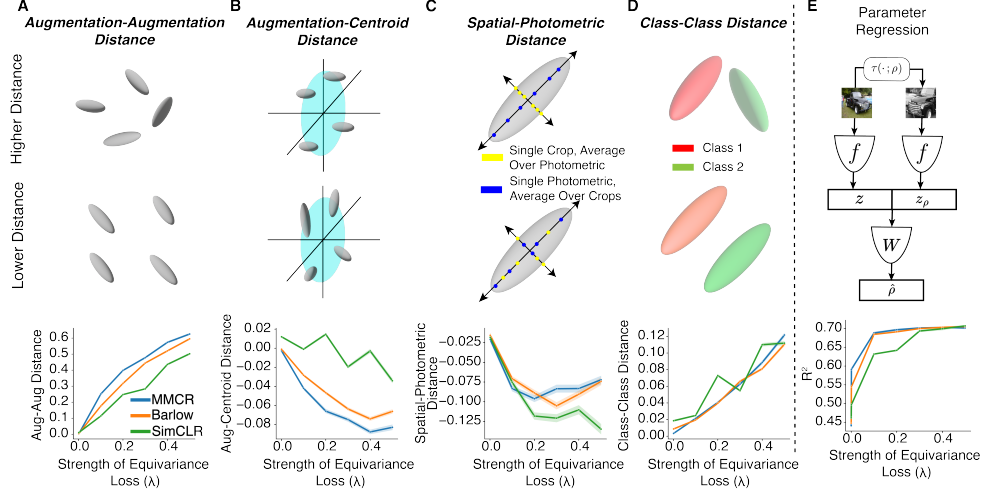 A
Augmentation-Augmentation
Distance
B
Augmentation-Centroid
Distance
C
Spatial-Photometric
Distance
D
Class-Class Distance
E
Parameter
Regression
Higher Distance
Lower Distance
Single Crop, Average
Over Photometric
Single Photometric,
Average Over Crops
Class 1
Class 2
τ(·;ρ)
f
f
z
zρ
W
ρ̂
Aug-Aug Distance
0.6
0.5
0.4
0.3
0.2
0.1
0.0
MMCR
Barlow
SimCLR
0.0
0.2
0.4
Strength of Equivariance
Loss (λ)
Aug-Centroid Distance
0.02
0.00
−0.02
−0.04
−0.06
−0.08
0.0
0.2
0.4
Strength of Equivariance
Loss (λ)
Spatial-Photometric
Distance
−0.025
−0.050
−0.075
−0.100
−0.125
0.0
0.2
0.4
Strength of Equivariance
Loss (λ)
Class-Class Distance
0.12
0.10
0.08
0.06
0.04
0.02
0.00
0.0
0.2
0.4
Strength of Equivariance
Loss (λ)
R²
0.70
0.65
0.60
0.55
0.50
0.45
0.0
0.2
0.4
Strength of Equivariance
Loss (λ)